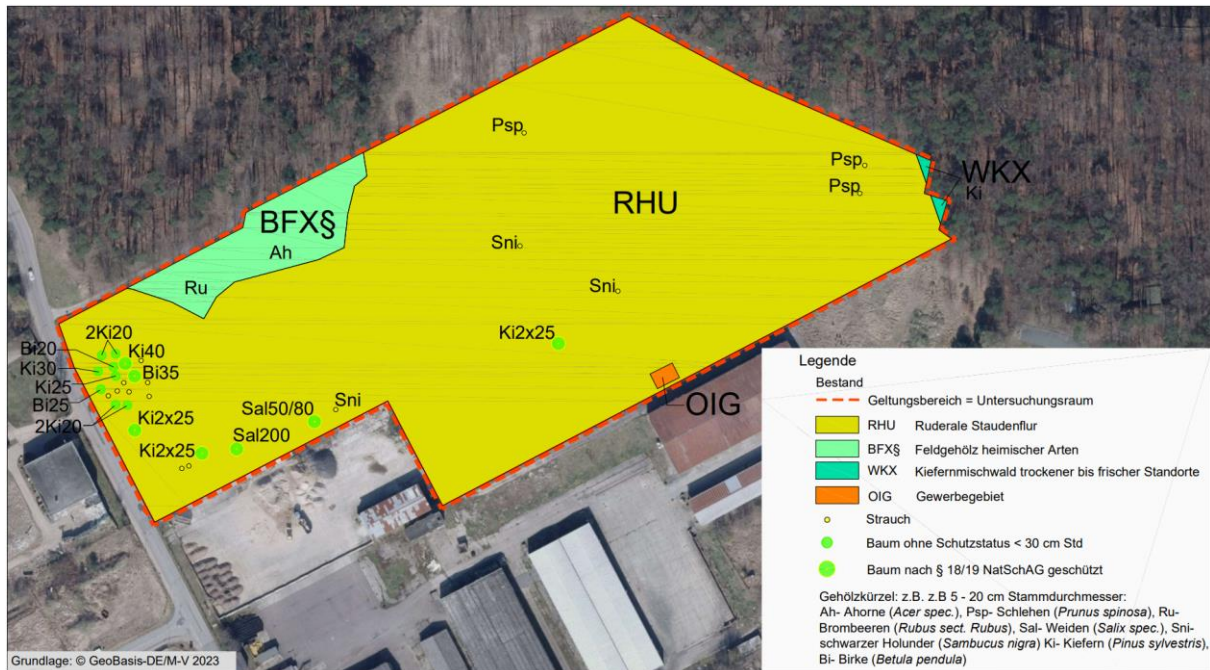 Psp
Psp
Psp
WKX
Ki
RHU
BFX§
Ah
Sni
Ru
Sni
Ki2x25
2Ki20
Bi20
Ki40
Ki30
Bi35
Ki25
Bi25
2Ki20
Ki2x25
Sal50/80
Sni
OIG
Ki2x25
Sal200
Legende
Bestand
Geltungsbereich = Untersuchungsraum
RHU Ruderale Staudenflur
BFX§ Feldgehölz heimischer Arten
WKX Kiefernmischwald trockener bis frischer Standorte
OIG Gewerbegebiet
Strauch
Baum ohne Schutzstatus < 30 cm Std
Baum nach § 18/19 NatSchAG geschützt
Gehölzkürzel: z.B. z.B 5 - 20 cm Stammdurchmesser:
Ah- Ahorne (Acer spec.), Psp- Schlehen (Prunus spinosa), Ru-
Brombeeren (Rubus sect. Rubus), Sal- Weiden (Salix spec.), Sni-
schwarzer Holunder (Sambucus nigra) Ki- Kiefern (Pinus sylvestris),
Bi- Birke (Betula pendula)
Grundlage: © GeoBasis-DE/M-V 2023